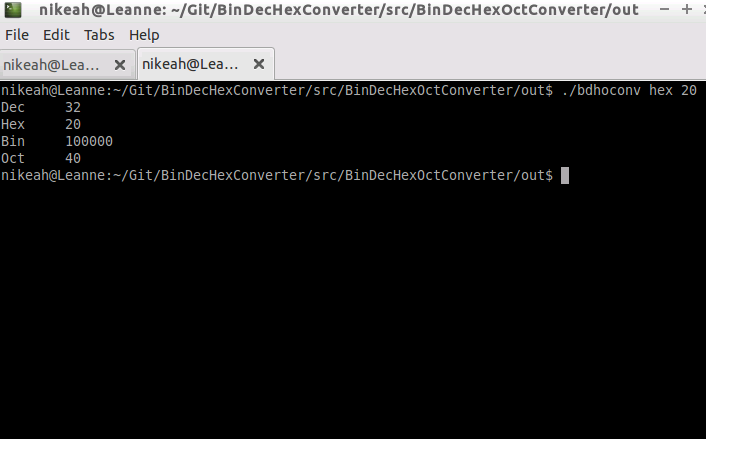 nikeah@Leanne: ~/Git/BinDecHexConverter/src/BinDecHexOctConverter/out
File Edit Tabs Help
nikeah@Lea... nikeah@Lea...
nikeah@Leanne:~/Git/BinDecHexConverter/src/BinDecHexOctConverter/out$ ./bdhoconv hex 20
Dec 32
Hex 20
Bin 100000
Oct 40
nikeah@Leanne:~/Git/BinDecHexConverter/src/BinDecHexOctConverter/out$